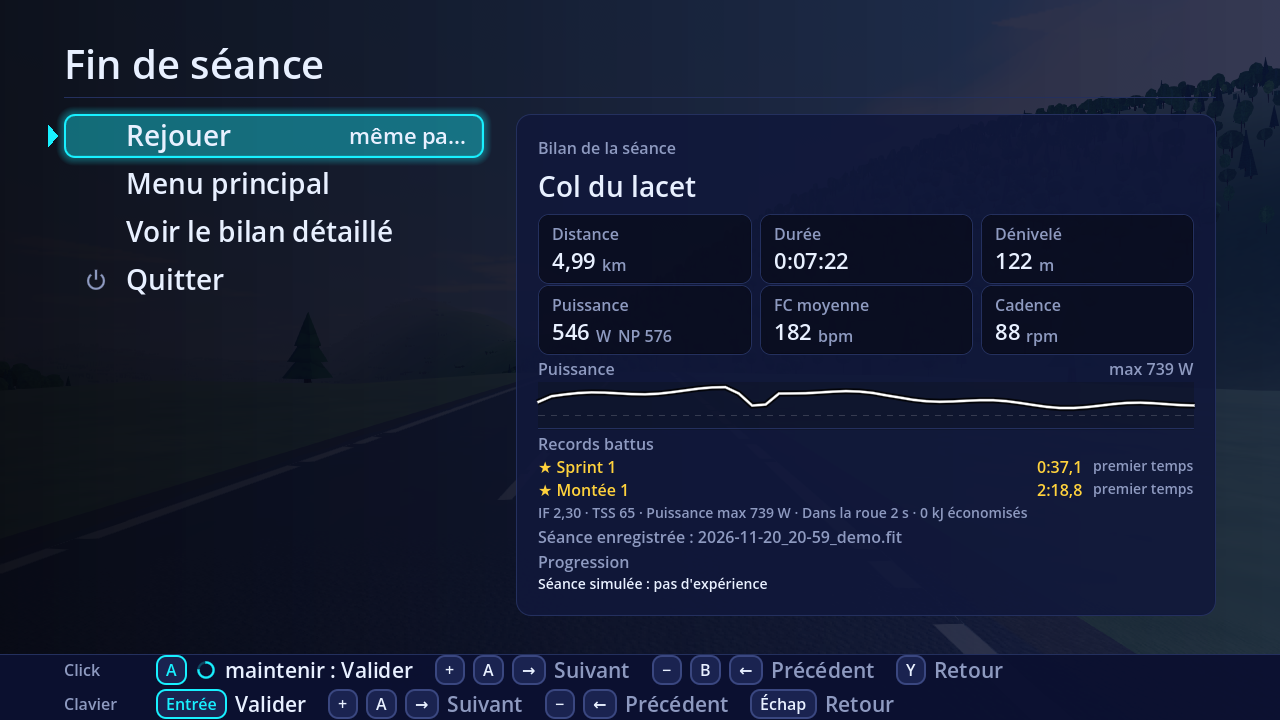 Fin de séance
Rejouer même pa...
Menu principal
Voir le bilan détaillé
Quitter
Bilan de la séance
Col du lacet
Distance Durée Dénivelé
4,99 km 0:07:22 122 m
Puissance FC moyenne Cadence
546 W NP 576 182 bpm 88 rpm
Puissance max 739 W
Records battus
★ Sprint 1 0:37,1 premier temps
★ Montée 1 2:18,8 premier temps
IF 2,30 · TSS 65 · Puissance max 739 W · Dans la roue 2 s · 0 kJ économisés
Séance enregistrée : 2026-11-20_20-59_demo.fit
Progression
Séance simulée : pas d'expérience
Click A maintenir : Valider + A → Suivant − B ← Précédent Y Retour
Clavier Entrée Valider + A → Suivant − ← Précédent Échap Retour